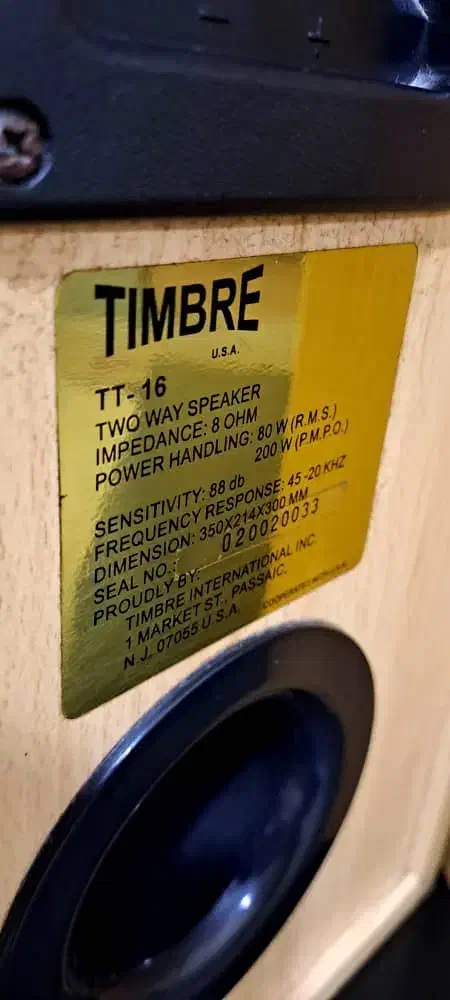 - +
TIMBRE
U.S.A.
TT-16
TWO WAY SPEAKER
IMPEDANCE: 8 OHM
POWER HANDLING: 80 W (R.M.S.)
200 W (P.M.P.O.)
SENSITIVITY: 88 db
FREQUENCY RESPONSE: 45-20 KHZ
DIMENSION: 350X214X300 MM
SEAL NO.: 020020033
PROUDLY BY:
TIMBRE INTERNATIONAL INC.
1 MARKET ST., PASSAIC.
N.J. 07055 U.S.A.